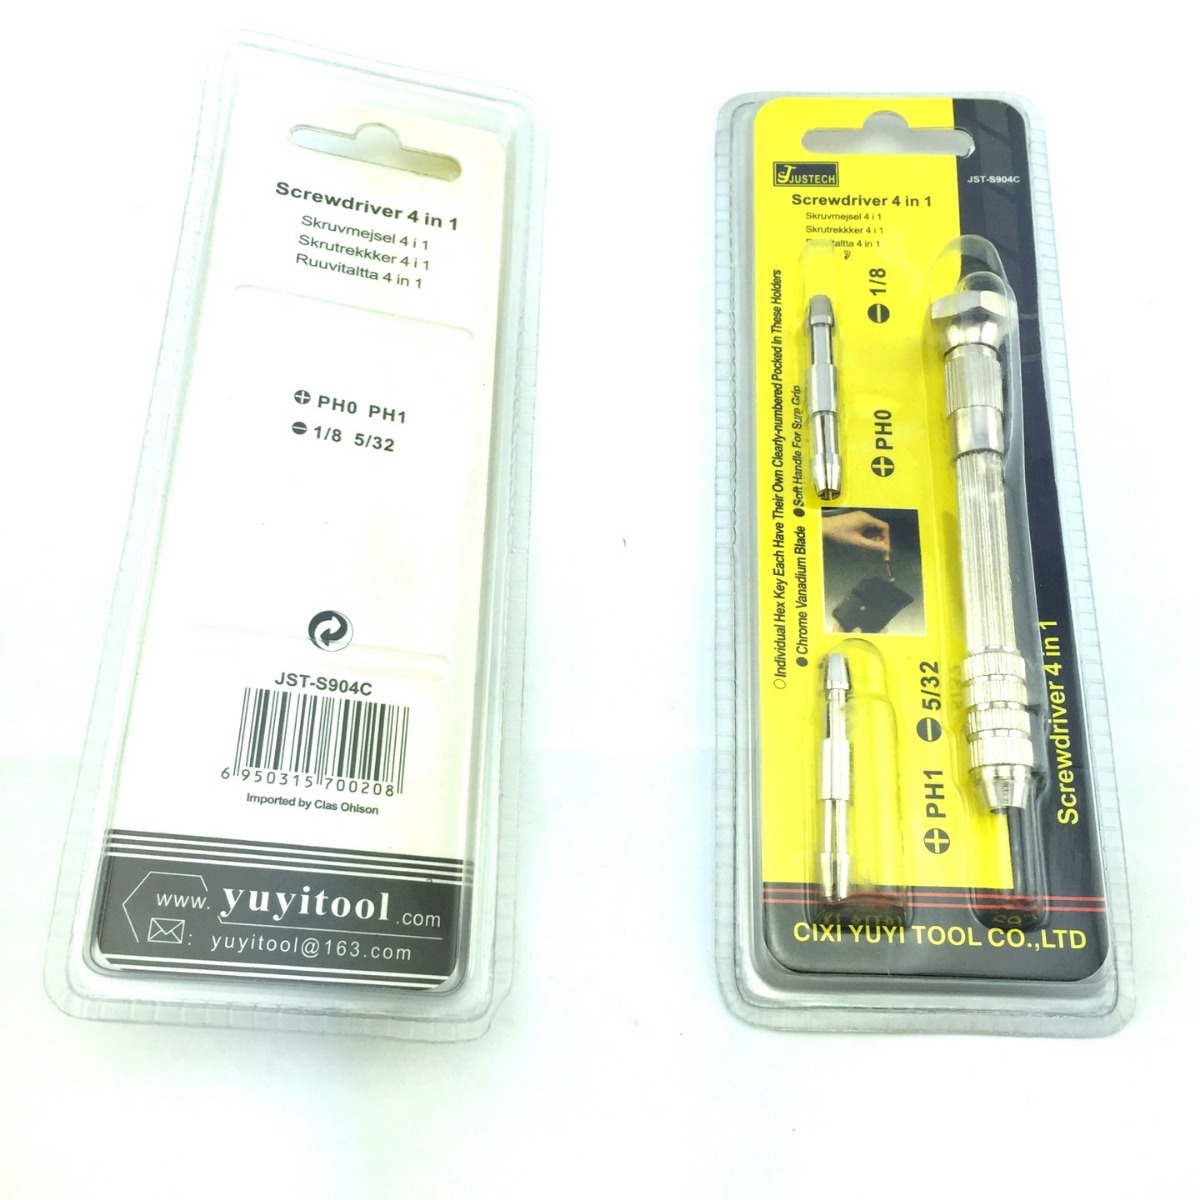 Screwdriver 4 in 1
Skruvmejsel 4 i 1
Skrutrekkker 4 i 1
Ruuvitaltta 4 in 1
PH0 PH1
1/8 5/32
JST-S904C
6 950315 700208
Imported by Clas Ohlson
www.yuyitool.com
: yuyitool@163.com
JUSTECH
JST-S904C
Screwdriver 4 in 1
Skruvmejsel 4 i 1
Skrutrekkker 4 i 1
Ruuvitaltta 4 in 1
1/8
PH0
Individual Hex Key Each Have Their Own Clearly-numbered Pocked In These Holders
Chrome Vanadium Blade Soft Handle For Sure Grip
5/32
PH1
Screwdriver 4 in 1
CIXI YUYI TOOL CO.,LTD